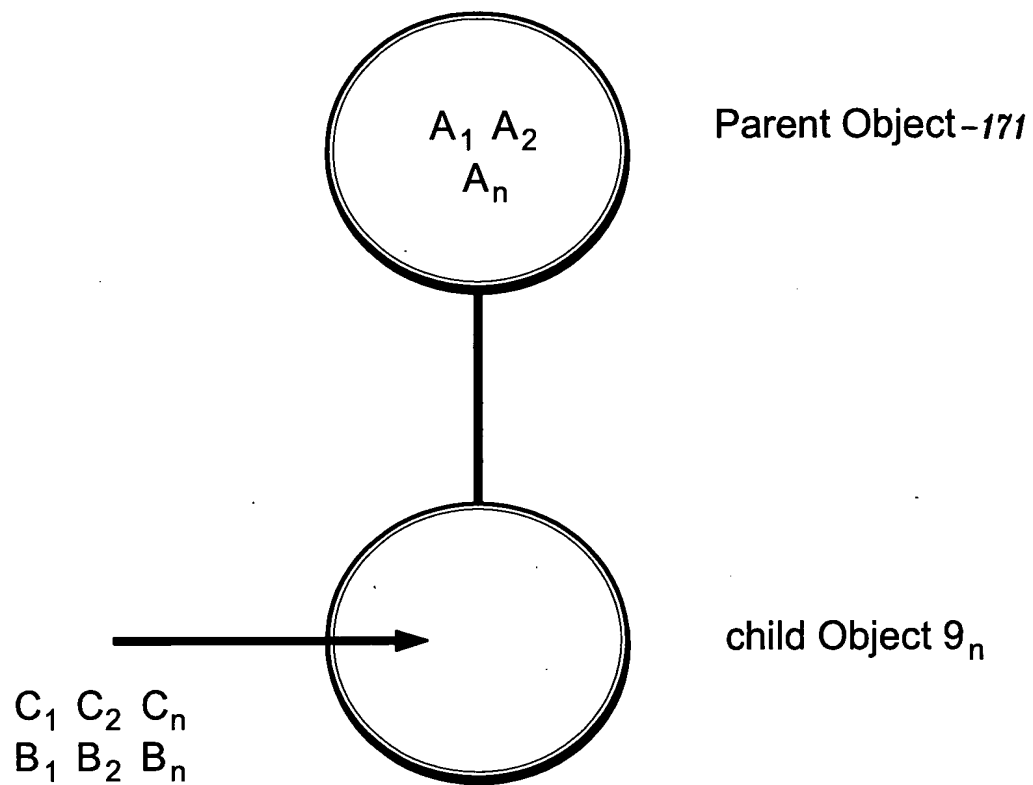 A₁ A₂
Aₙ
Parent Object-171
child Object 9ₙ
C₁ C₂ Cₙ
B₁ B₂ Bₙ